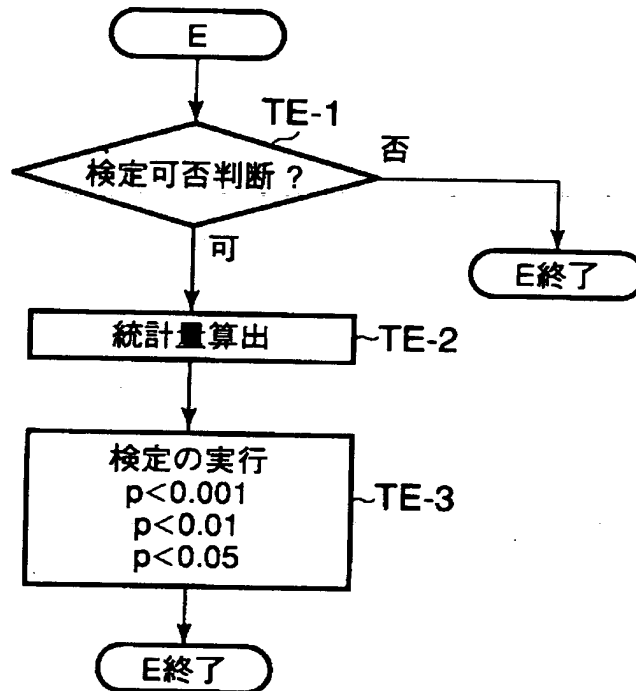 E
TE-1
検定可否判断？
否
可
E終了
統計量算出
TE-2
検定の実行
p<0.001
p<0.01
p<0.05
TE-3
E終了